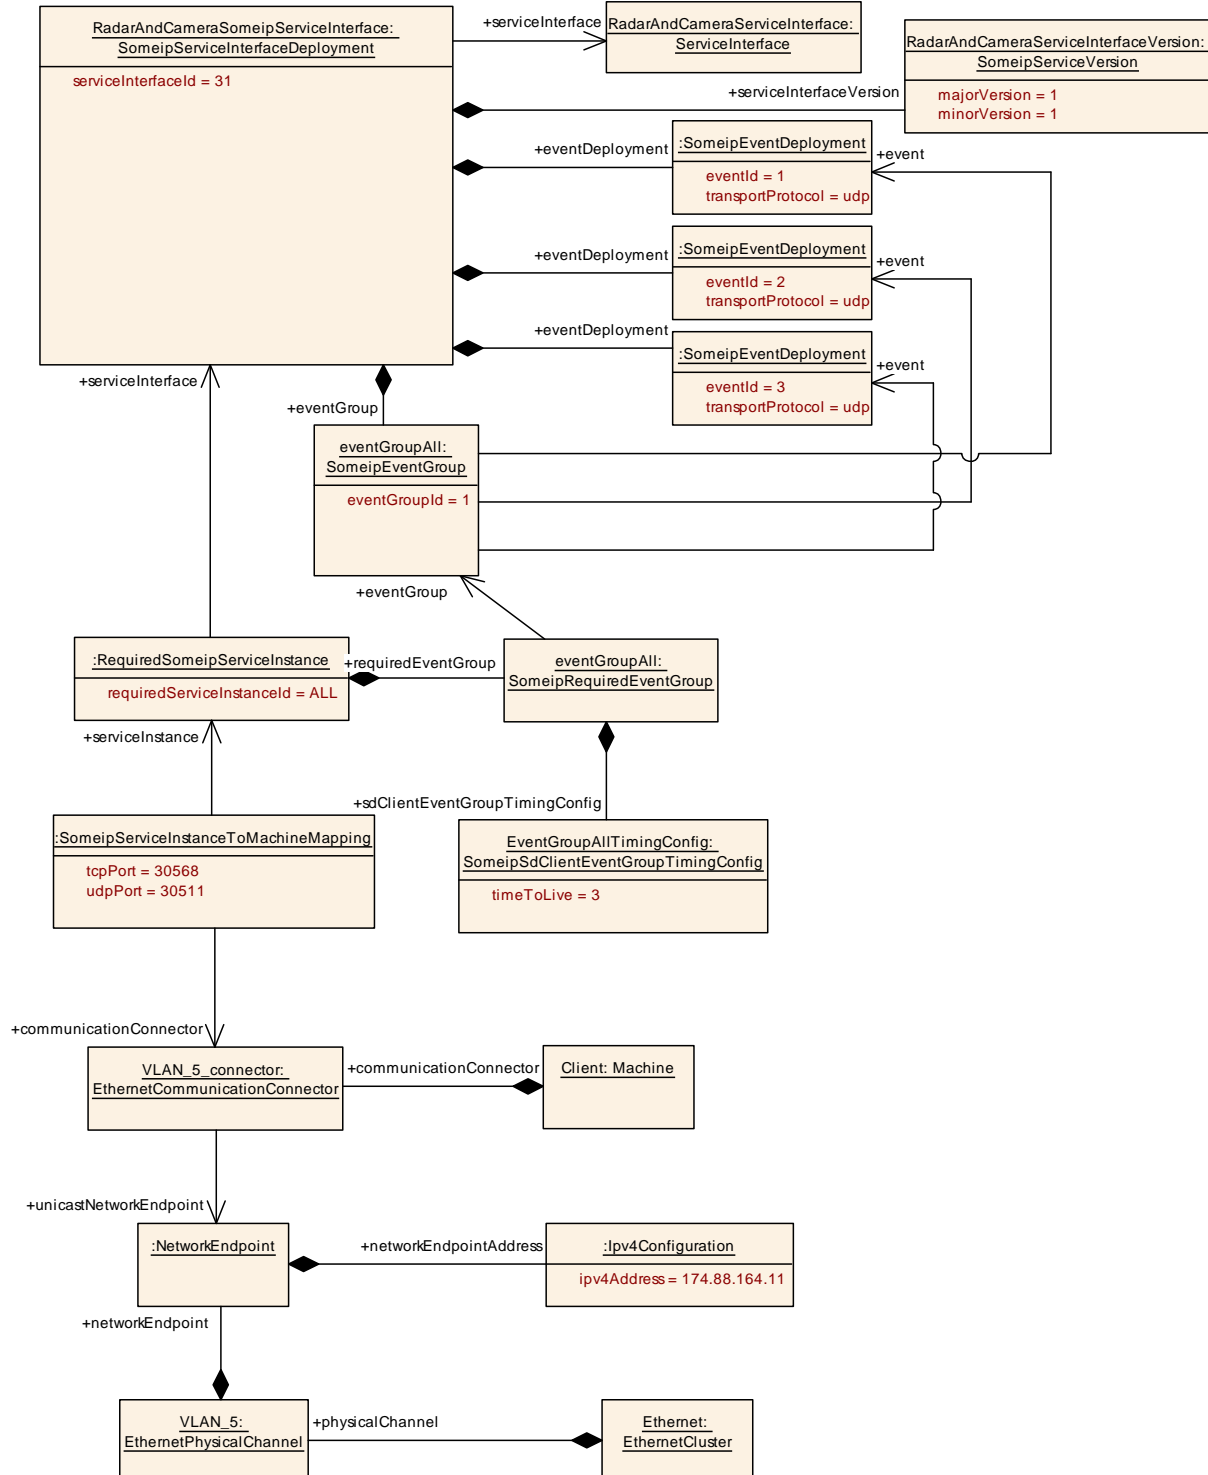 RadarAndCameraSomeipServiceInterface:
SomeipServiceInterfaceDeployment
serviceInterfaceId = 31
+serviceInterface
RadarAndCameraServiceInterface:
ServiceInterface
RadarAndCameraServiceInterfaceVersion:
SomeipServiceVersion
majorVersion = 1
minorVersion = 1
+serviceInterfaceVersion
+eventDeployment
:SomeipEventDeployment
eventId = 1
transportProtocol = udp
+event
+eventDeployment
:SomeipEventDeployment
eventId = 2
transportProtocol = udp
+event
+eventDeployment
:SomeipEventDeployment
eventId = 3
transportProtocol = udp
+event
+serviceInterface
+eventGroup
eventGroupAll:
SomeipEventGroup
eventGroupId = 1
+eventGroup
:RequiredSomeipServiceInstance
requiredServiceInstanceId = ALL
+requiredEventGroup
eventGroupAll:
SomeipRequiredEventGroup
+serviceInstance
+sdClientEventGroupTimingConfig
:SomeipServiceInstanceToMachineMapping
tcpPort = 30568
udpPort = 30511
EventGroupAllTimingConfig:
SomeipSdClientEventGroupTimingConfig
timeToLive = 3
+communicationConnector
VLAN_5_connector:
EthernetCommunicationConnector
+communicationConnector
Client: Machine
+unicastNetworkEndpoint
:NetworkEndpoint
+networkEndpointAddress
:Ipv4Configuration
ipv4Address = 174.88.164.11
+networkEndpoint
VLAN_5:
EthernetPhysicalChannel
+physicalChannel
Ethernet:
EthernetCluster